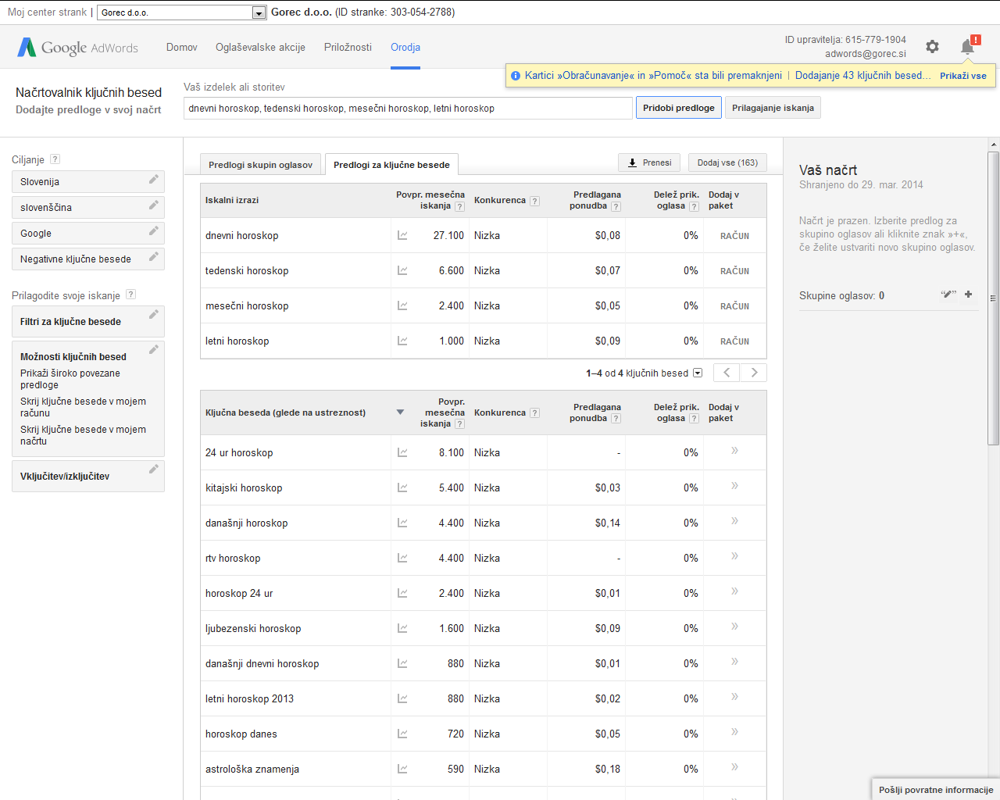 Moj center strank | Gorec d.o.o. Gorec d.o.o. (ID stranke: 303-054-2788)
Google AdWords Domov Oglaševalske akcije Priložnosti Orodja
ID upravitelja: 615-779-1904
adwords@gorec.si
Kartici »Obračunavanje« in »Pomoč« sta bili premaknjeni | Dodajanje 43 ključnih besed... Prikaži vse
Načrtovalnik ključnih besed
Dodajte predloge v svoj načrt
Vaš izdelek ali storitev
dnevni horoskop, tedenski horoskop, mesečni horoskop, letni horoskop Pridobi predloge Prilagajanje iskanja
Ciljanje ?
Slovenija
slovenščina
Google
Negativne ključne besede
Prilagodite svoje iskanje ?
Filtri za ključne besede
Možnosti ključnih besed
Prikaži široko povezane
predloge
Skrij ključne besede v mojem
računu
Skrij ključne besede v mojem
načrtu
Vključitev/izključitev
Predlogi skupin oglasov Predlogi za ključne besede Prenesi Dodaj vse (163)
Iskalni izrazi Povpr. mesečna iskanja ? Konkurenca ? Predlagana ponudba ? Delež prik. oglasa ? Dodaj v paket
dnevni horoskop 27.100 Nizka $0,08 0% RAČUN
tedenski horoskop 6.600 Nizka $0,07 0% RAČUN
mesečni horoskop 2.400 Nizka $0,05 0% RAČUN
letni horoskop 1.000 Nizka $0,09 0% RAČUN
1–4 od 4 ključnih besed
Ključna beseda (glede na ustreznost) Povpr. mesečna iskanja ? Konkurenca ? Predlagana ponudba ? Delež prik. oglasa ? Dodaj v paket
24 ur horoskop 8.100 Nizka - 0% »
kitajski horoskop 5.400 Nizka $0,03 0% »
današnji horoskop 4.400 Nizka $0,14 0% »
rtv horoskop 4.400 Nizka - 0% »
horoskop 24 ur 2.400 Nizka $0,01 0% »
ljubezenski horoskop 1.600 Nizka $0,09 0% »
današnji dnevni horoskop 880 Nizka $0,01 0% »
letni horoskop 2013 880 Nizka $0,02 0% »
horoskop danes 720 Nizka $0,05 0% »
astrološka znamenja 590 Nizka $0,18 0% »
Vaš načrt
Shranjeno do 29. mar. 2014
Načrt je prazen. Izberite predlog za
skupino oglasov ali kliknite znak »+«,
če želite ustvariti novo skupino oglasov.
Skupine oglasov: 0
Pošlji povratne informacije